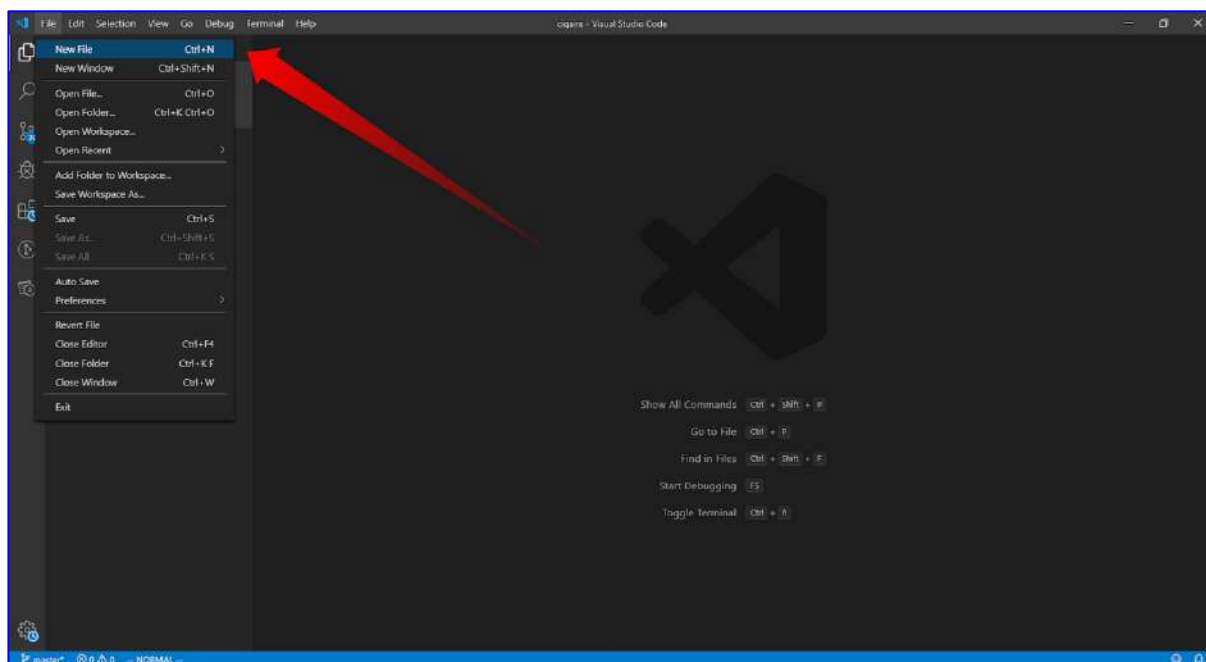 File Edit Selection View Go Debug Terminal Help
cigaire - Visual Studio Code
New File Ctrl+N
New Window Ctrl+Shift+N
Open File... Ctrl+O
Open Folder... Ctrl+K Ctrl+O
Open Workspace...
Open Recent
Add Folder to Workspace...
Save Workspace As...
Save Ctrl+S
Save As... Ctrl+Shift+S
Save All Ctrl+K S
Auto Save
Preferences
Revert File
Close Editor Ctrl+F4
Close Folder Ctrl+K F
Close Window Ctrl+W
Exit
Show All Commands Ctrl + Shift + P
Go to File Ctrl + P
Find in Files Ctrl + Shift + F
Start Debugging F5
Toggle Terminal Ctrl +
master* 0 0 -- NORMAL --